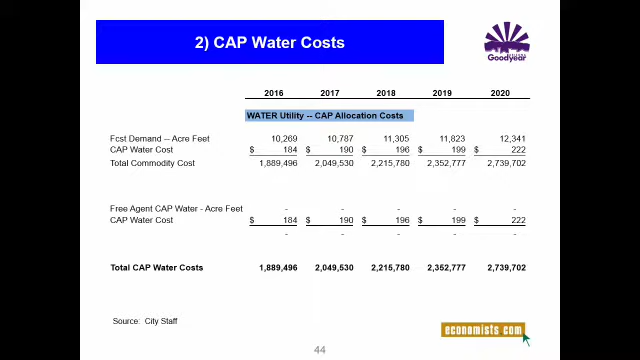 2) CAP Water Costs
Goodyear
2016 2017 2018 2019 2020
WATER Utility -- CAP Allocation Costs
Fcst Demand -- Acre Feet 10,269 10,787 11,305 11,823 12,341
CAP Water Cost $ 184 $ 190 $ 196 $ 199 $ 222
Total Commodity Cost 1,889,496 2,049,530 2,215,780 2,352,777 2,739,702
Free Agent CAP Water - Acre Feet - - - - -
CAP Water Cost $ 184 $ 190 $ 196 $ 199 $ 222
- - - - -
Total CAP Water Costs 1,889,496 2,049,530 2,215,780 2,352,777 2,739,702
Source: City Staff
economists.com
44